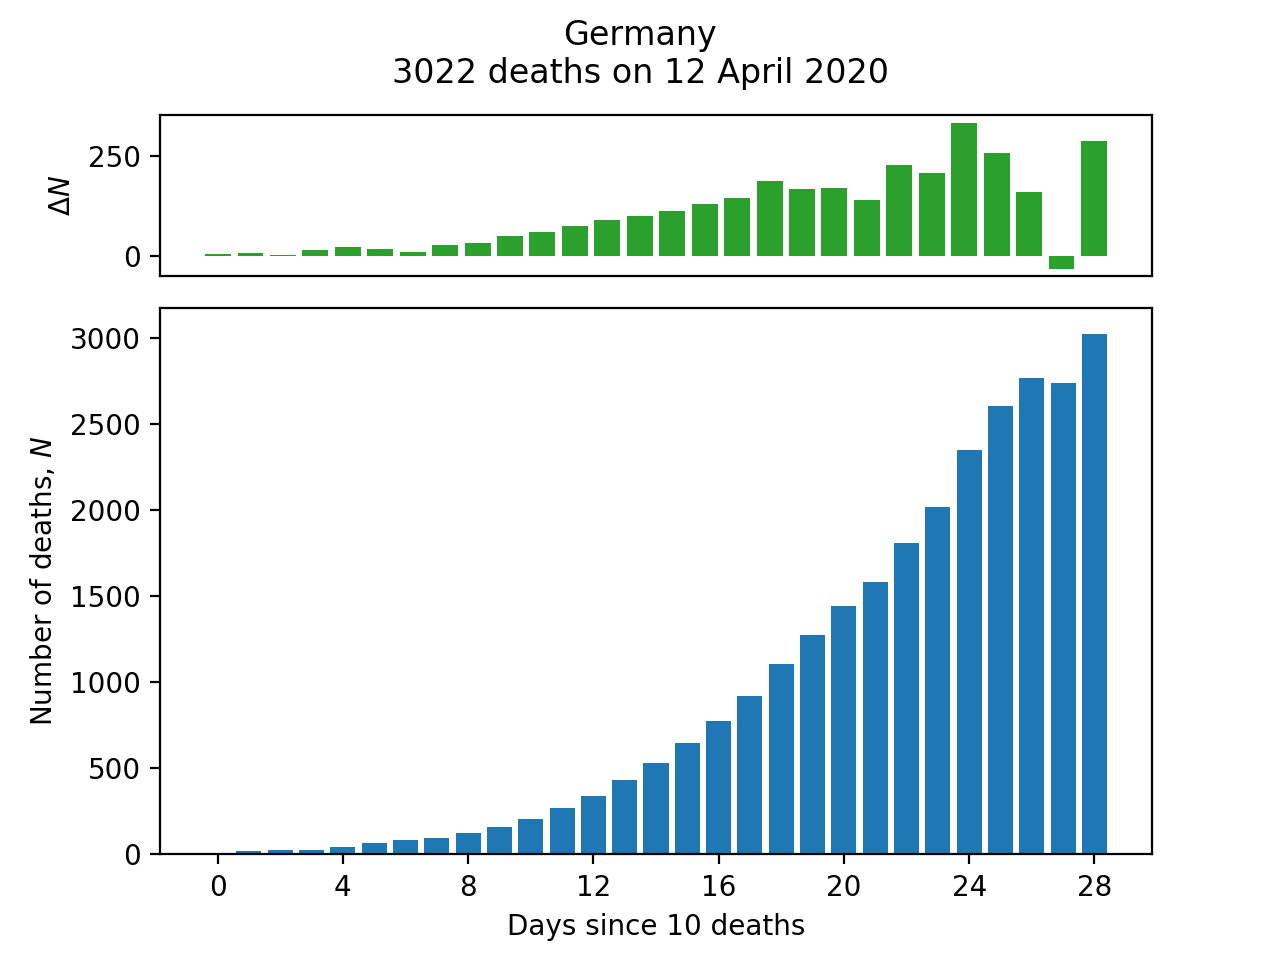 Germany
3022 deaths on 12 April 2020
ΔN
250
0
Number of deaths, N
3000
2500
2000
1500
1000
500
0
0 4 8 12 16 20 24 28
Days since 10 deaths